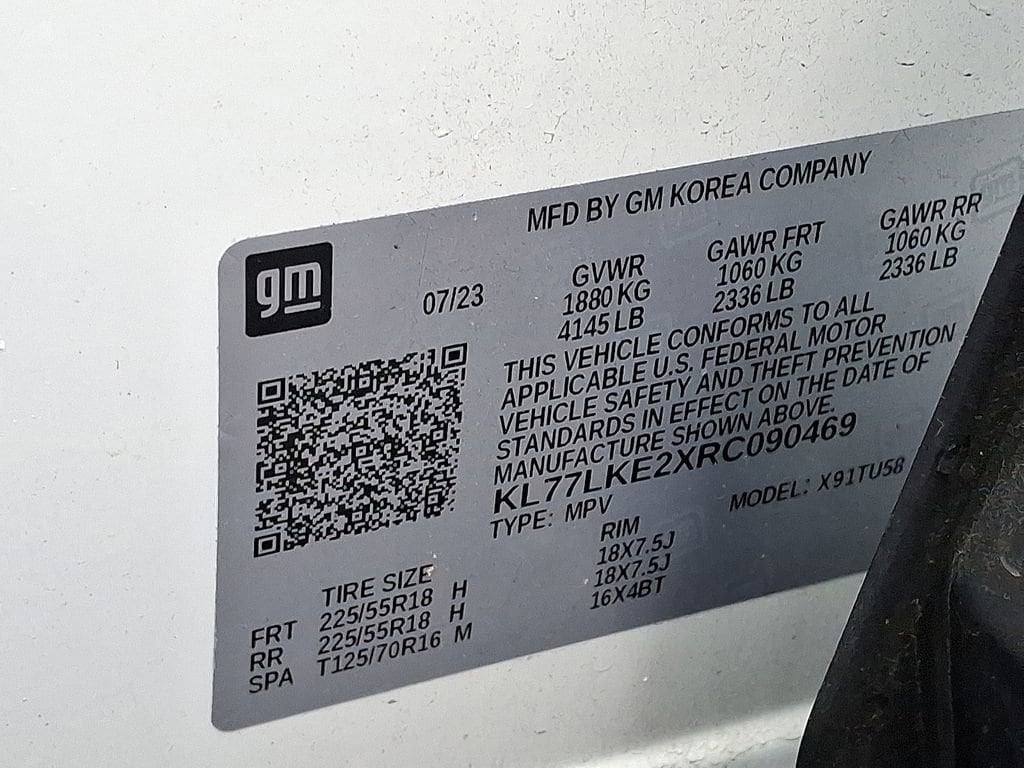 gm
MFD BY GM KOREA COMPANY
07/23
GVWR GAWR FRT GAWR RR
1880 KG 1060 KG 1060 KG
4145 LB 2336 LB 2336 LB
THIS VEHICLE CONFORMS TO ALL
APPLICABLE U.S. FEDERAL MOTOR
VEHICLE SAFETY AND THEFT PREVENTION
STANDARDS IN EFFECT ON THE DATE OF
MANUFACTURE SHOWN ABOVE.
KL77LKE2XRC090469
TYPE: MPV MODEL: X91TU58
TIRE SIZE RIM
FRT 225/55R18 H 18X7.5J
RR 225/55R18 H 18X7.5J
SPA T125/70R16 M 16X4BT